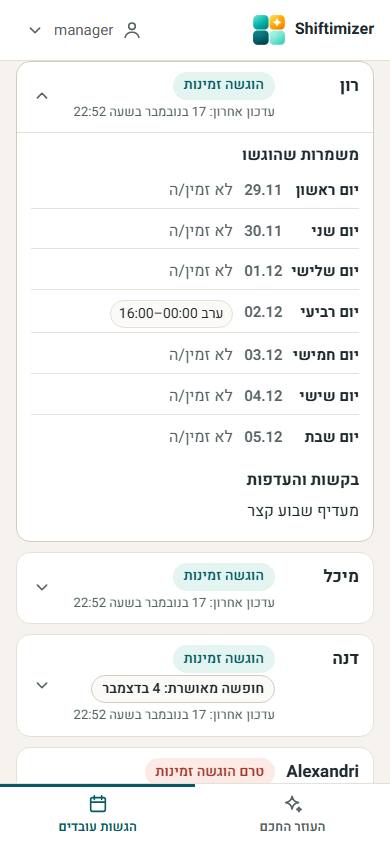 Shiftimizer manager
רון הוגשה זמינות
עדכון אחרון: 17 בנובמבר בשעה 22:52
משמרות שהוגשו
יום ראשון 29.11 לא זמין/ה
יום שני 30.11 לא זמין/ה
יום שלישי 01.12 לא זמין/ה
יום רביעי 02.12 ערב 16:00–00:00
יום חמישי 03.12 לא זמין/ה
יום שישי 04.12 לא זמין/ה
יום שבת 05.12 לא זמין/ה
בקשות והעדפות
מעדיף שבוע קצר
מיכל הוגשה זמינות
עדכון אחרון: 17 בנובמבר בשעה 22:52
דנה הוגשה זמינות
חופשה מאושרת: 4 בדצמבר
עדכון אחרון: 17 בנובמבר בשעה 22:52
Alexandri טרם הוגשה זמינות
העוזר החכם הגשות עובדים